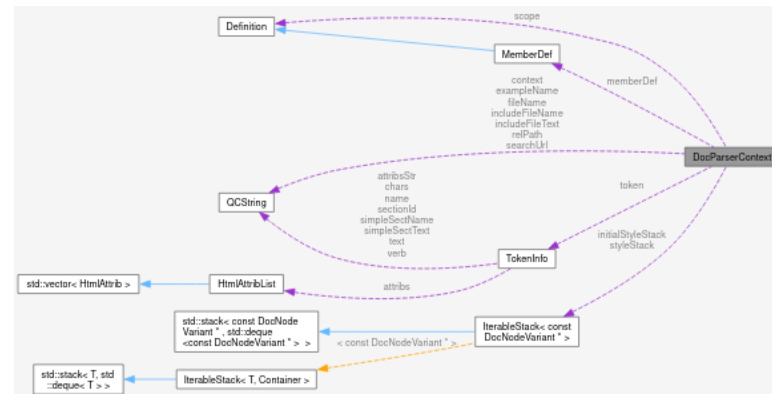 scope
Definition
MemberDef
context
exampleName
fileName
includeFileName
includeFileText
relPath
searchUrl
memberDef
DocParserContext
attribsStr
chars
name
sectionId
simpleSectName
simpleSectText
text
verb
token
QCString
initialStyleStack
styleStack
TokenInfo
std::vector< HtmlAttrib >
HtmlAttribList
attribs
std::stack< const DocNode
Variant * , std::deque
<const DocNodeVariant * > >
< const DocNodeVariant * >
IterableStack< const
DocNodeVariant * >
std::stack< T, std
::deque< T > >
IterableStack< T, Container >